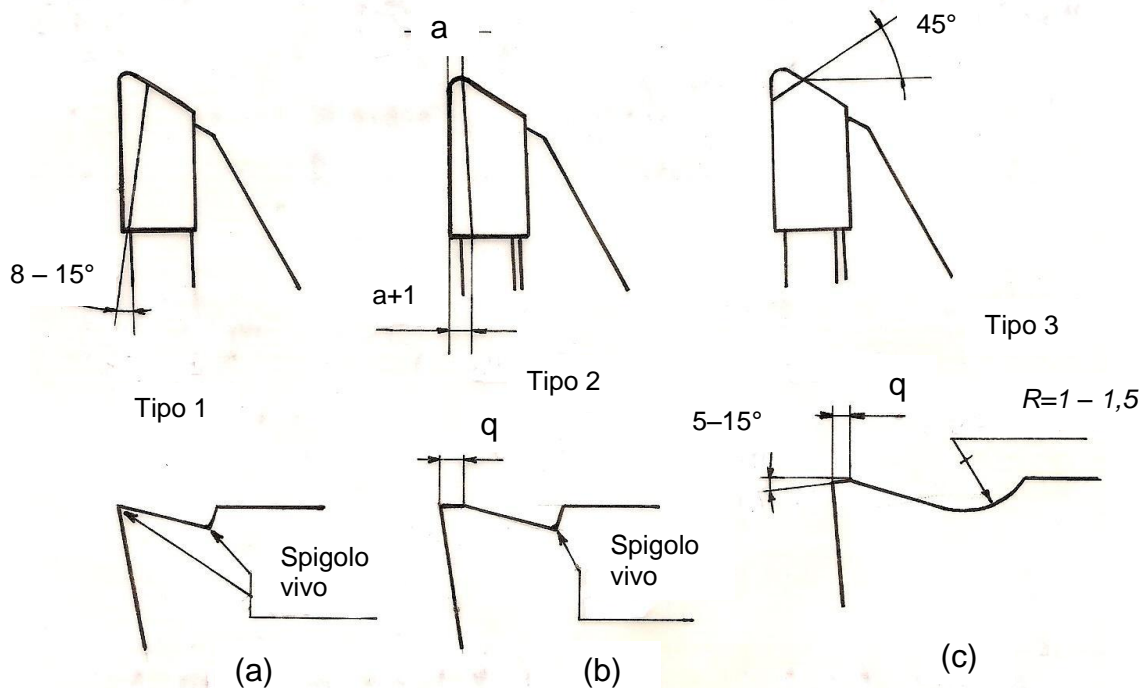 a
45°
8 – 15°
a+1
Tipo 3
Tipo 2
Tipo 1
q
R=1 – 1,5
5–15°
q
Spigolo
vivo
Spigolo
vivo
(a)
(b)
(c)